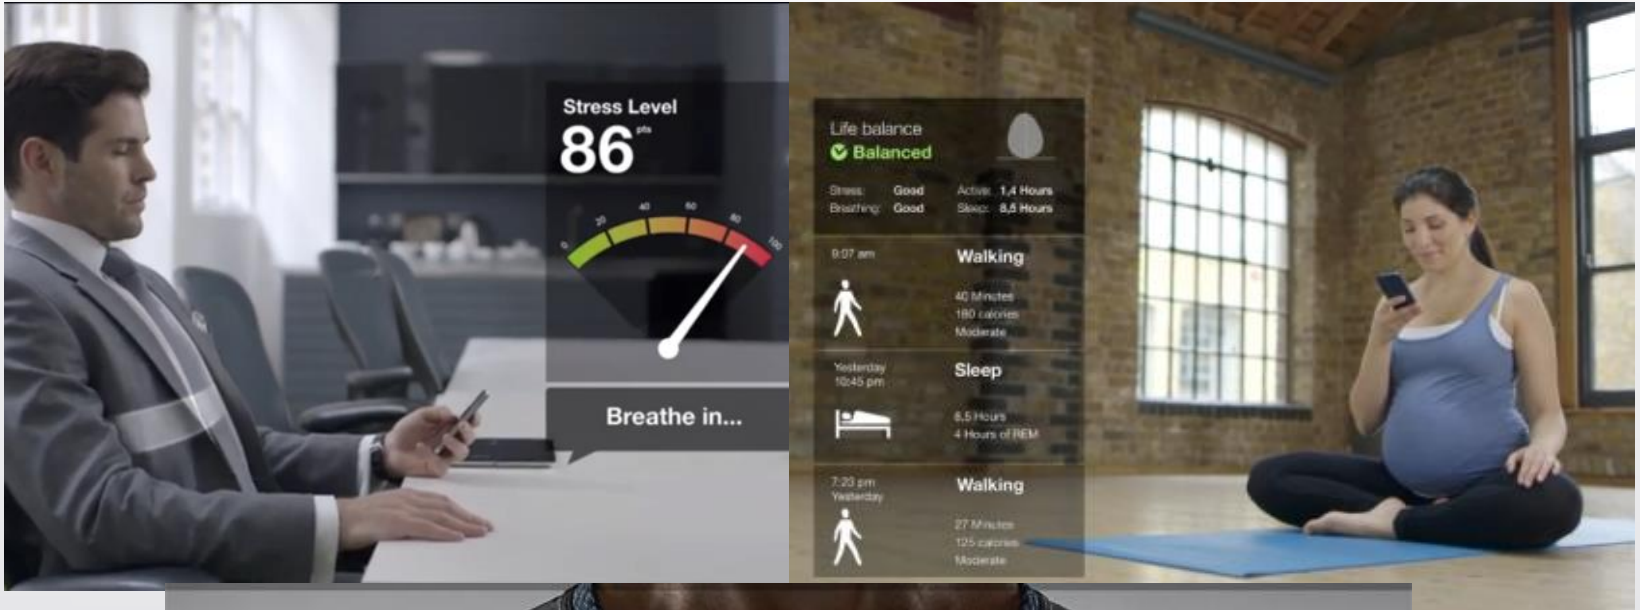 Stress Level
86 pts
0 20 40 60 80 100
Breathe in...
Life balance
Balanced
Stress: Good Active: 1,4 Hours
Breathing: Good Sleep: 8,5 Hours
9:07 am Walking
40 Minutes
180 calories
Moderate
Yesterday Sleep
10:45 pm
8.5 Hours
4 Hours of REM
7:23 pm Walking
Yesterday
27 Minutes
125 calories
Moderate